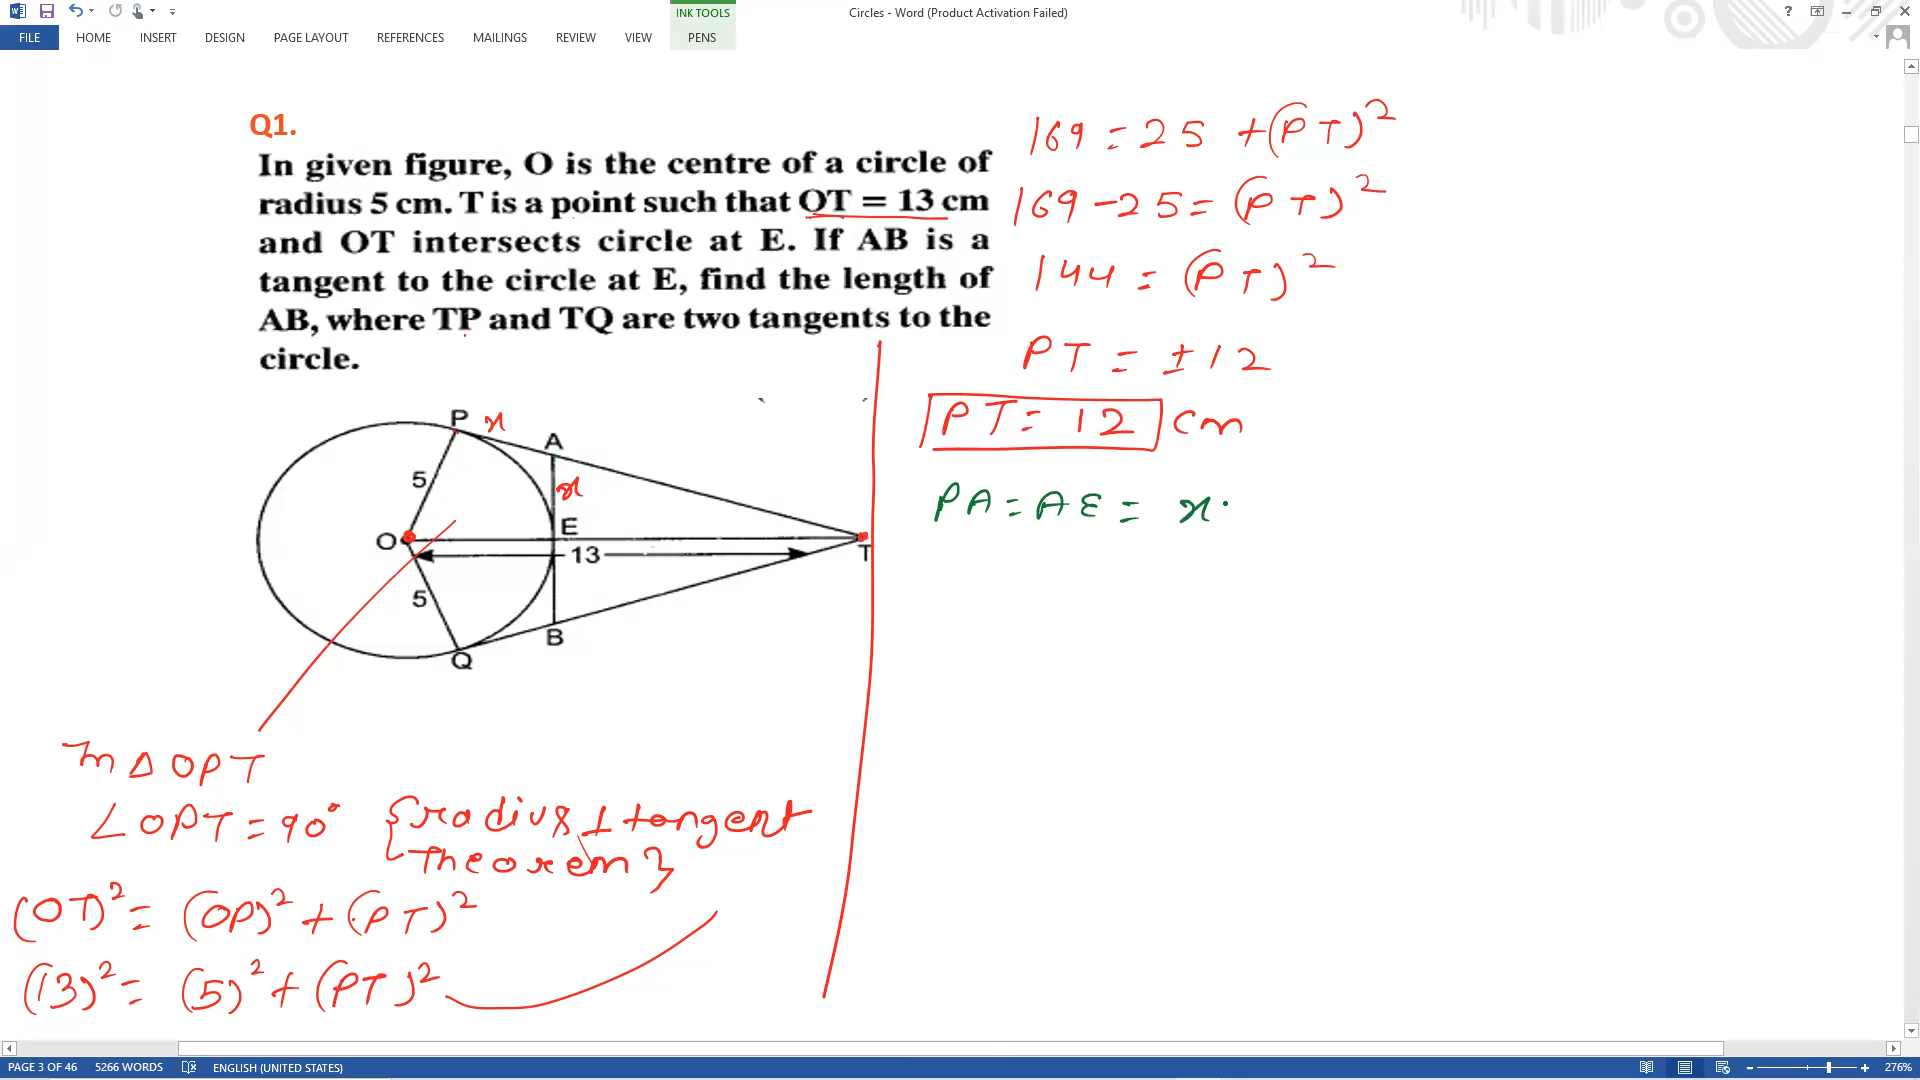 INK TOOLS
Circles - Word (Product Activation Failed)
FILE HOME INSERT DESIGN PAGE LAYOUT REFERENCES MAILINGS REVIEW VIEW PENS
Q1.
In given figure, O is the centre of a circle of
radius 5 cm. T is a point such that OT = 13 cm
and OT intersects circle at E. If AB is a
tangent to the circle at E, find the length of
AB, where TP and TQ are two tangents to the
circle.
P x
A
5
x
E
O
13
T
5
B
Q
In Δ OPT
∠OPT = 90° {radius ⊥ tangent
Theorem}
(OT)² = (OP)² + (PT)²
(13)² = (5)² + (PT)²
169 = 25 + (PT)²
169 - 25 = (PT)²
144 = (PT)²
PT = ± 12
PT = 12 cm
PA = AE = x
PAGE 3 OF 46 5266 WORDS ENGLISH (UNITED STATES) 276%